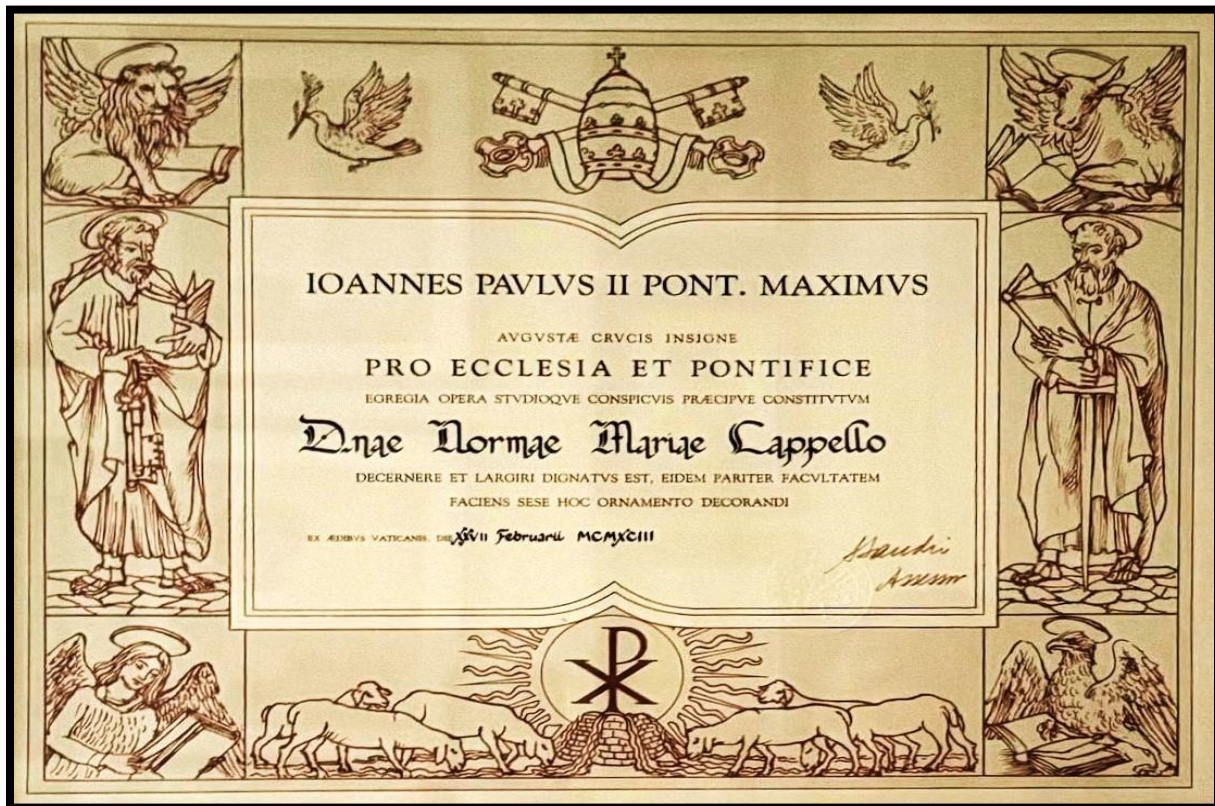 IOANNES PAVLVS II PONT. MAXIMVS
AVGVSTÆ CRVCIS INSIGNE
PRO ECCLESIA ET PONTIFICE
EGREGIA OPERA STVDIOQVE CONSPICVIS PRÆCIPVE CONSTITVTVM
D.nae Normae Mariae Cappello
DECERNERE ET LARGIRI DIGNATVS EST, EIDEM PARITER FACVLTATEM
FACIENS SESE HOC ORNAMENTO DECORANDI
EX ÆDIBVS VATICANIS, DIE XXVII Februarii MCMXCIII
Assessor